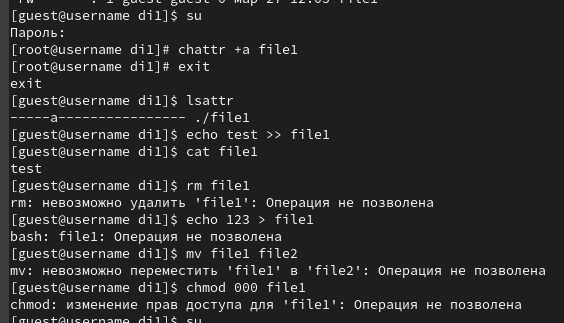 1 guest guest 0 мар 27 12:05 file1
[guest@username di1]$ su
Пароль:
[root@username di1]# chattr +a file1
[root@username di1]# exit
exit
[guest@username di1]$ lsattr
-----a---------------- ./file1
[guest@username di1]$ echo test >> file1
[guest@username di1]$ cat file1
test
[guest@username di1]$ rm file1
rm: невозможно удалить 'file1': Операция не позволена
[guest@username di1]$ echo 123 > file1
bash: file1: Операция не позволена
[guest@username di1]$ mv file1 file2
mv: невозможно переместить 'file1' в 'file2': Операция не позволена
[guest@username di1]$ chmod 000 file1
chmod: изменение прав доступа для 'file1': Операция не позволена
[guest@username di1]$ su